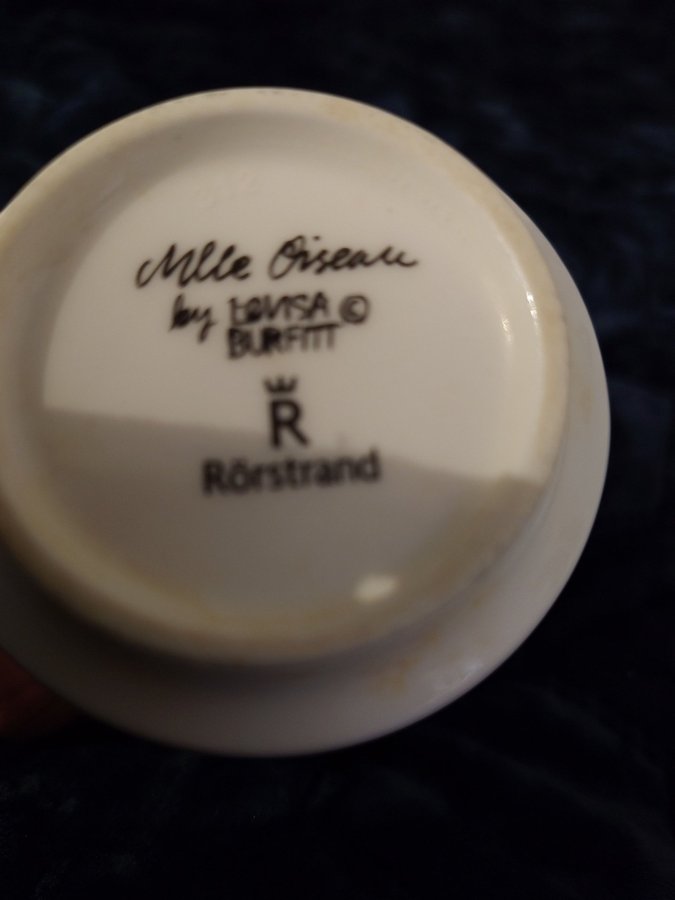 Mlle Oiseau
by LOVISA ©
BURFITT
R
Rörstrand